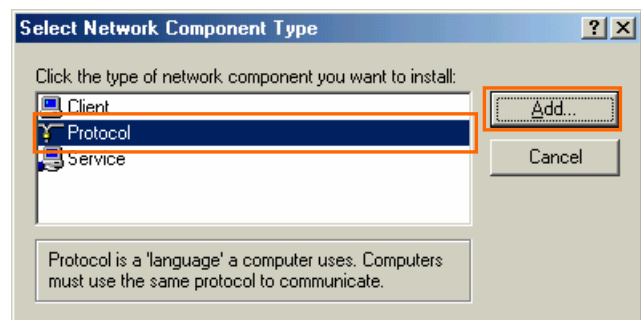 Select Network Component Type
? X
Click the type of network component you want to install:
Client
Protocol
Service
Add...
Cancel
Protocol is a 'language' a computer uses. Computers
must use the same protocol to communicate.